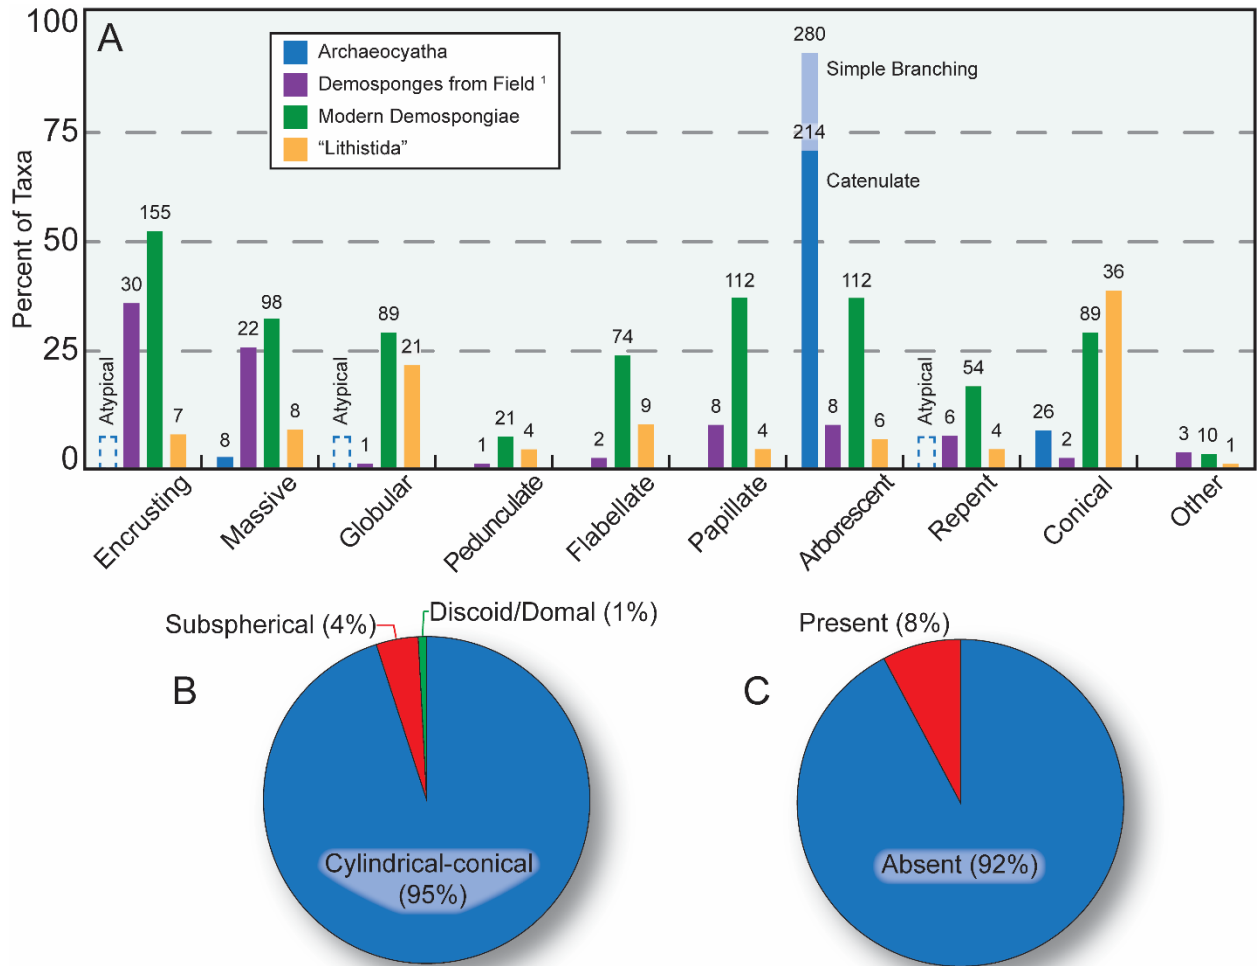 100
75
50
25
0
Percent of Taxa
A
Archaeocyatha
Demosponges from Field ¹
Modern Demospongiae
“Lithistida”
Atypical
30
155
7
8
22
98
8
Atypical
1
89
21
1
21
4
2
74
9
8
112
4
280
Simple Branching
214
Catenulate
8
112
6
Atypical
6
54
4
26
2
89
36
3
10
1
Encrusting
Massive
Globular
Pedunculate
Flabellate
Papillate
Arborescent
Repent
Conical
Other
B
Subspherical (4%)
Discoid/Domal (1%)
Cylindrical-conical
(95%)
C
Present (8%)
Absent (92%)